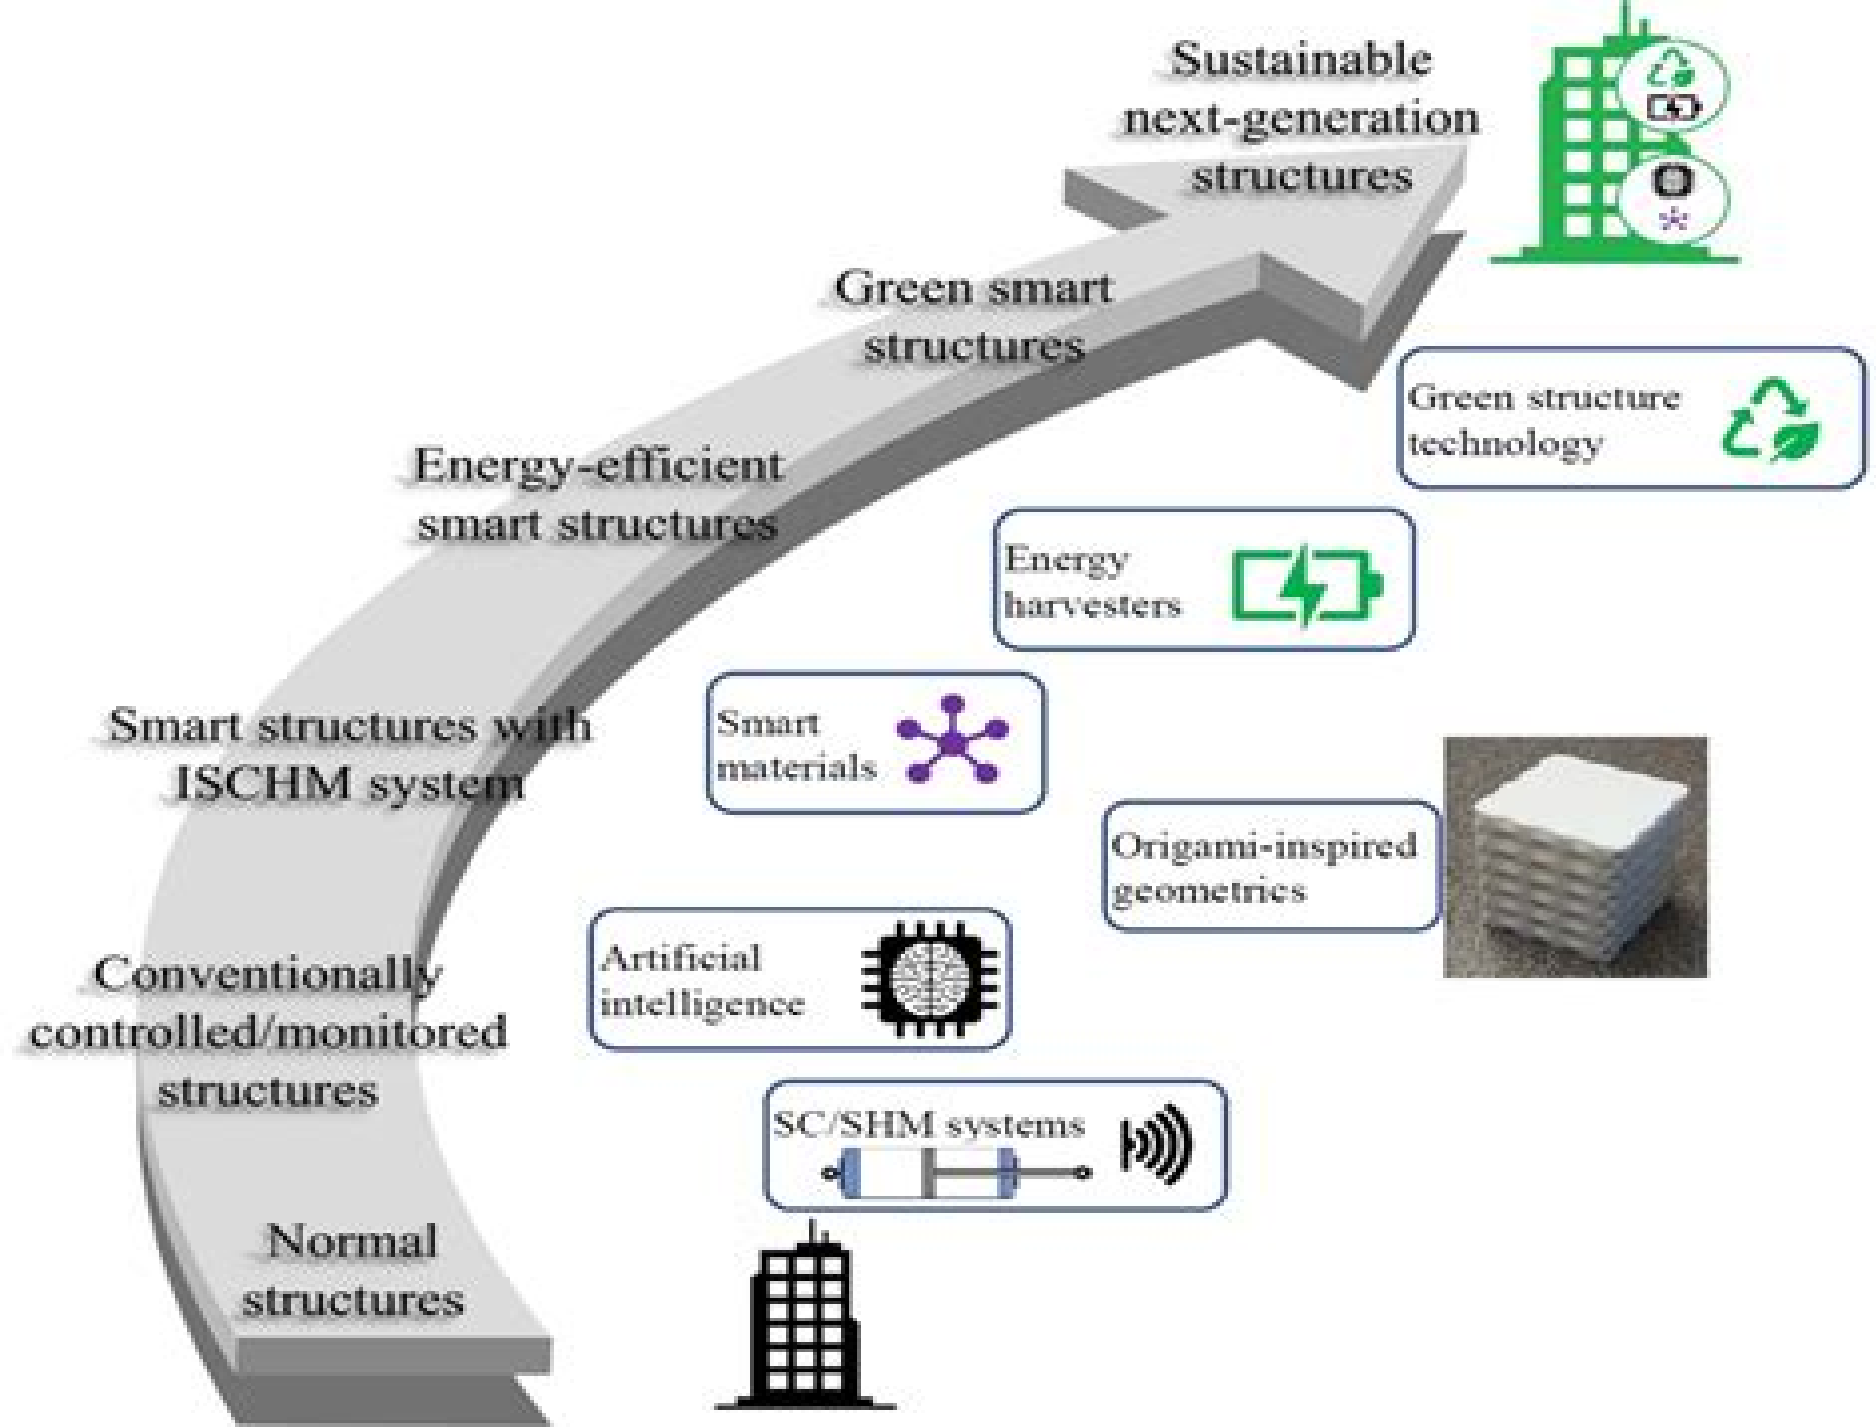 Sustainable
next-generation
structures
Green smart
structures
Green structure
technology
Energy-efficient
smart structures
Energy
harvesters
Smart structures with
ISCHM system
Smart
materials
Origami-inspired
geometrics
Conventionally
controlled/monitored
structures
Artificial
intelligence
SC/SHM systems
Normal
structures